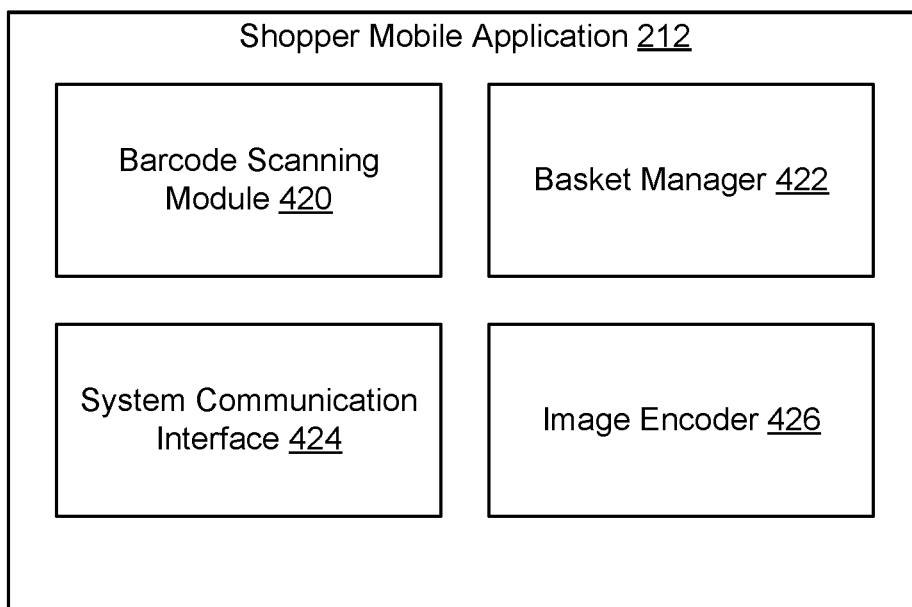 Shopper Mobile Application 212
Barcode Scanning
Module 420
Basket Manager 422
System Communication
Interface 424
Image Encoder 426